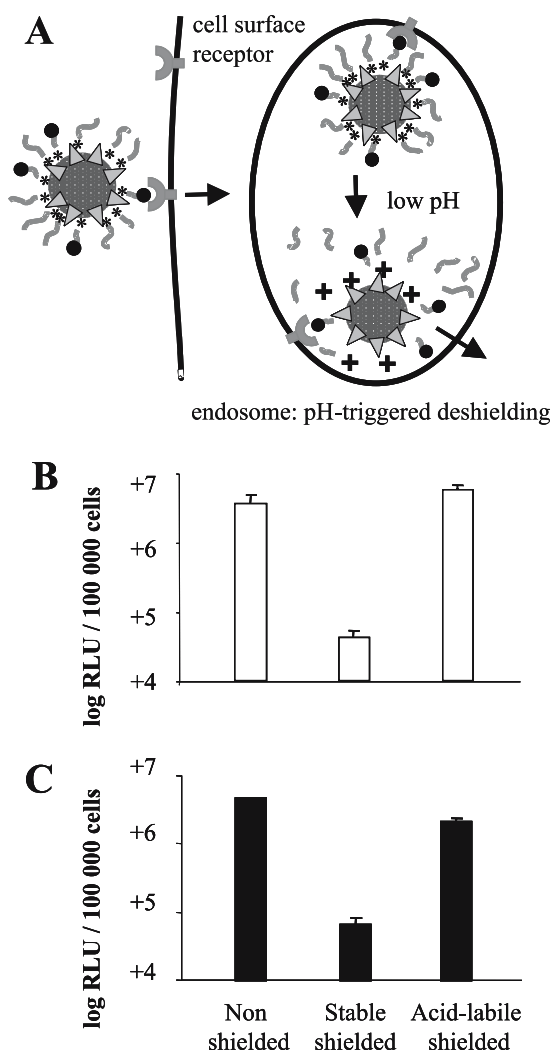 A
cell surface
receptor
low pH
endosome: pH-triggered deshielding
B
log RLU / 100 000 cells
+7
+6
+5
+4
C
log RLU / 100 000 cells
+7
+6
+5
+4
Non
shielded
Stable
shielded
Acid-labile
shielded